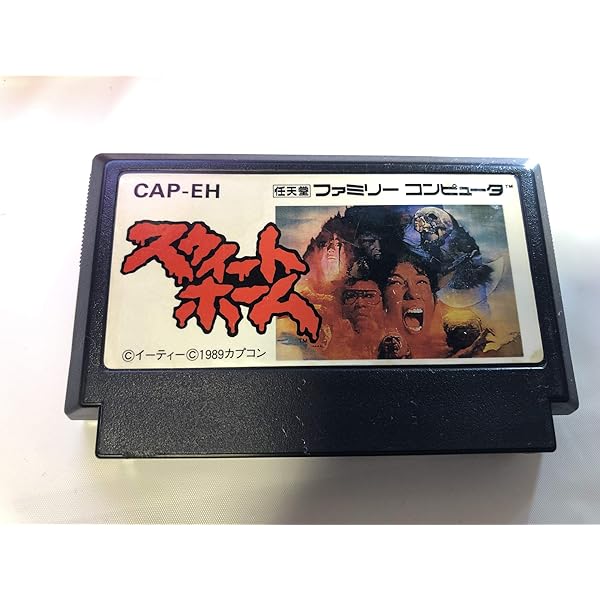 CAP-EH
任天堂 ファミリー コンピュータ™
スウィート
ホーム
™
©イーティー©1989カプコン